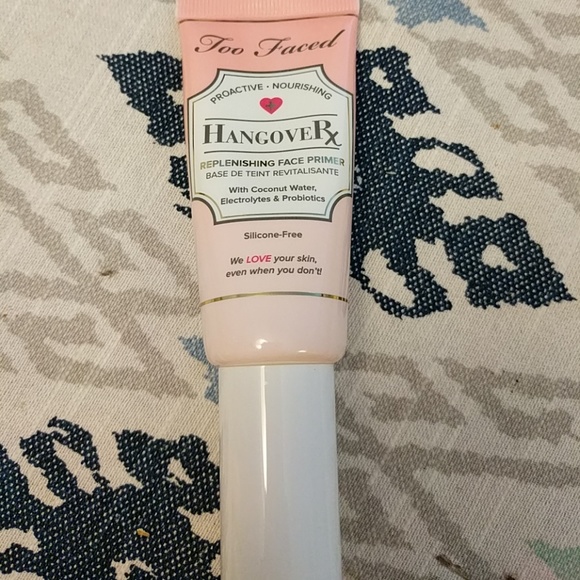 Too Faced
PROACTIVE • NOURISHING
HANGOVERX
REPLENISHING FACE PRIMER
BASE DE TEINT REVITALISANTE
With Coconut Water,
Electrolytes & Probiotics
Silicone-Free
We LOVE your skin,
even when you don't!